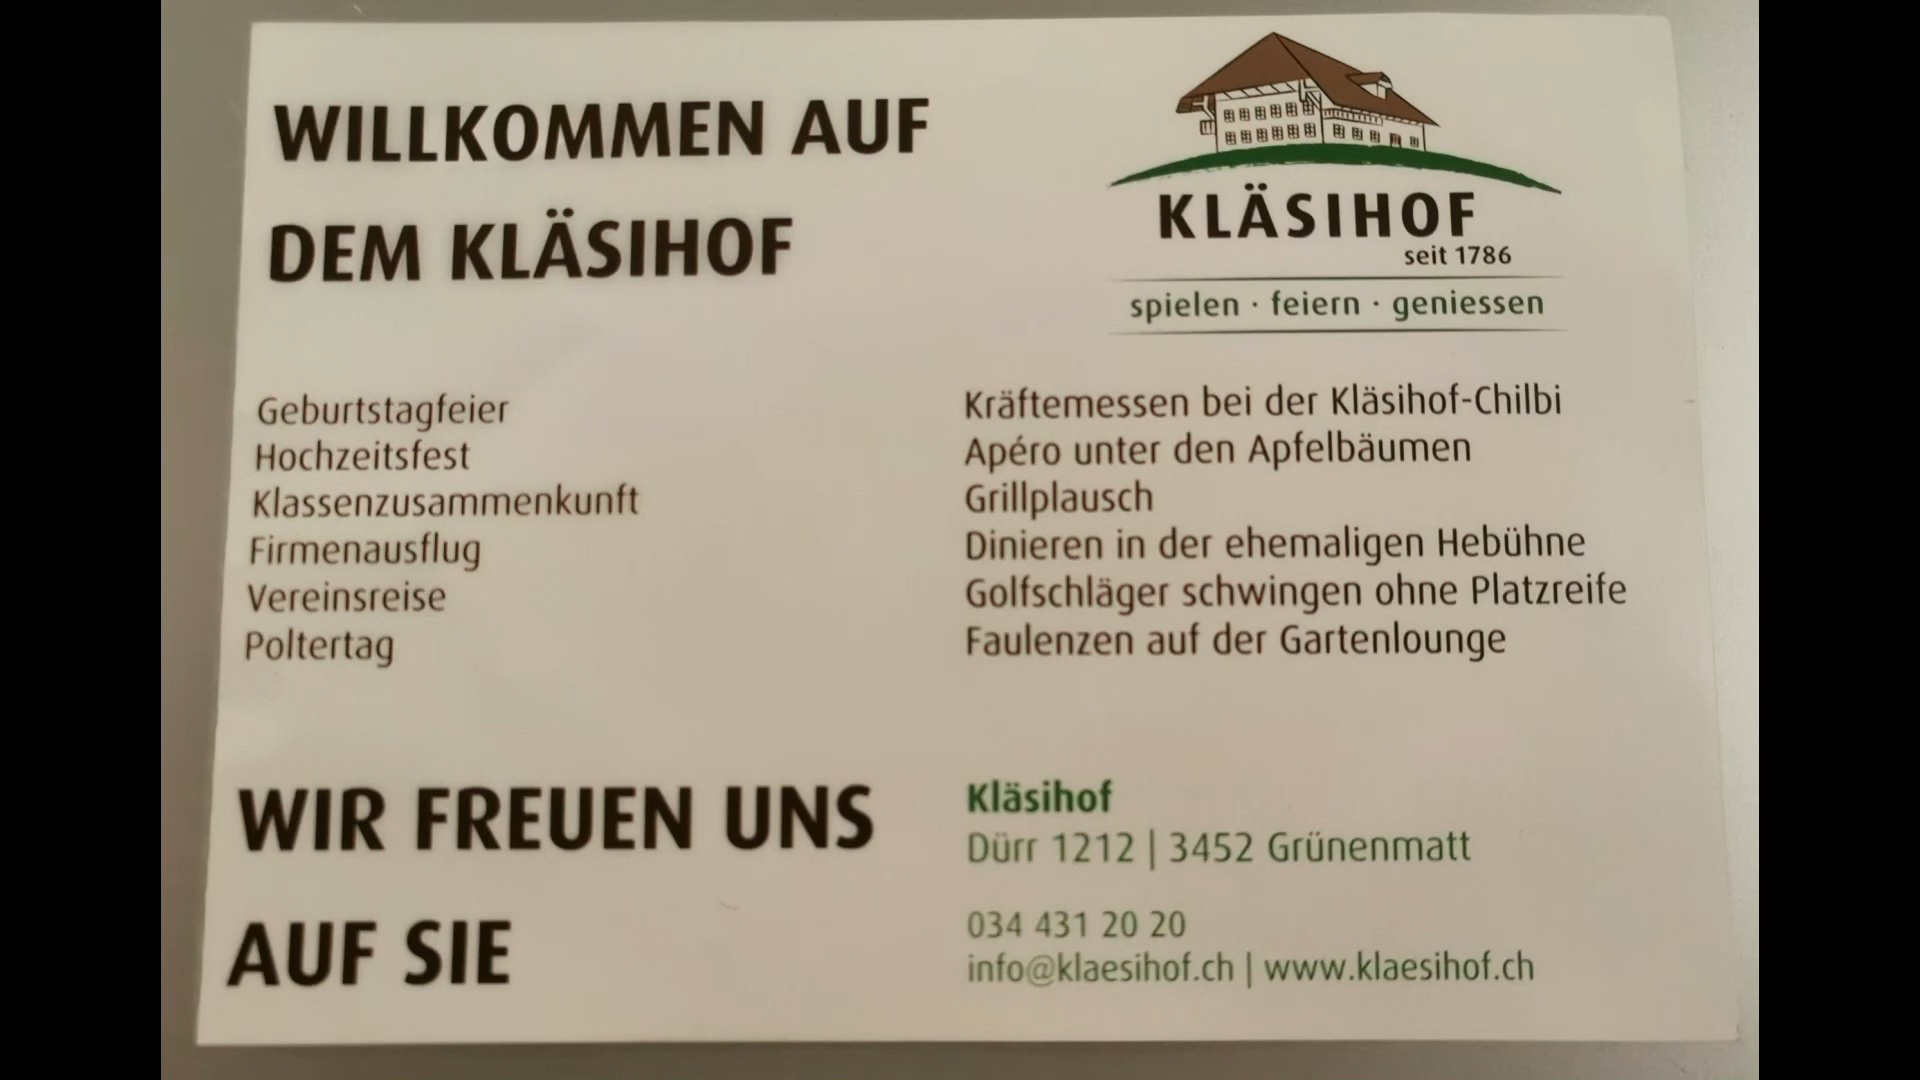 WILLKOMMEN AUF
DEM KLÄSIHOF
KLÄSIHOF
seit 1786
spielen · feiern · geniessen
Geburtstagfeier
Hochzeitsfest
Klassenzusammenkunft
Firmenausflug
Vereinsreise
Poltertag
Kräftemessen bei der Kläsihof-Chilbi
Apéro unter den Apfelbäumen
Grillplausch
Dinieren in der ehemaligen Hebühne
Golfschläger schwingen ohne Platzreife
Faulenzen auf der Gartenlounge
WIR FREUEN UNS
AUF SIE
Kläsihof
Dürr 1212 | 3452 Grünenmatt
034 431 20 20
info@klaesihof.ch | www.klaesihof.ch